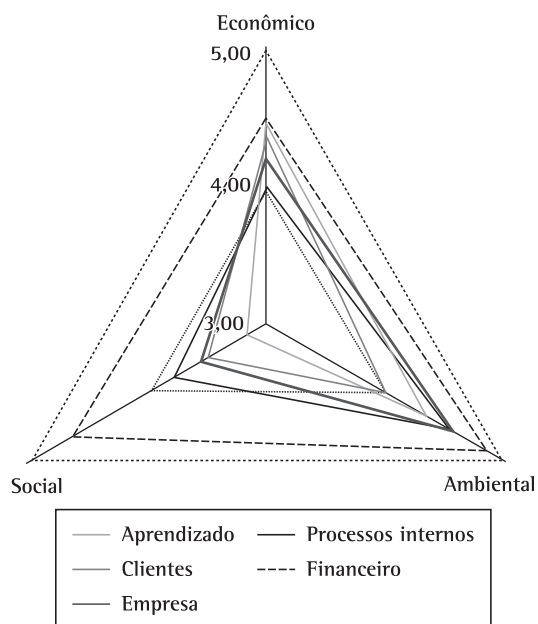 Econômico
5,00
4,00
3,00
Social
Ambiental
Aprendizado
Processos internos
Clientes
Financeiro
Empresa